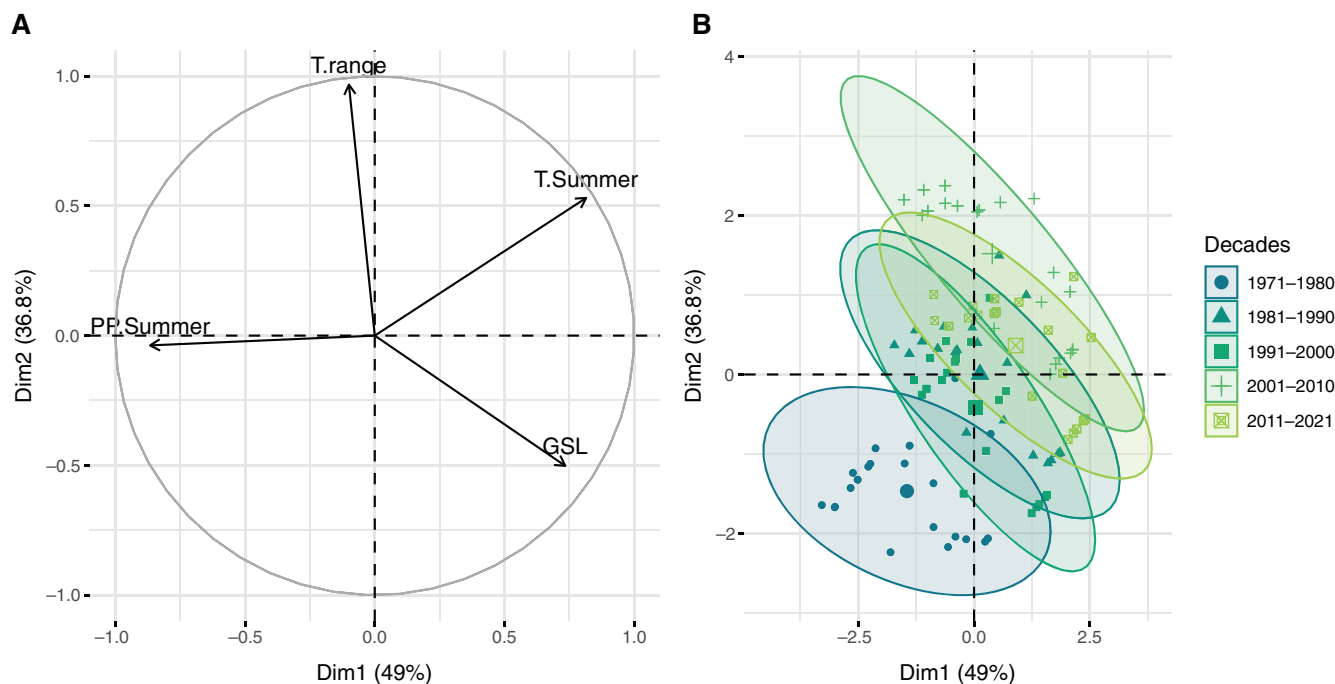 A
1.0
0.5
0.0
−0.5
−1.0
Dim2 (36.8%)
T.range
T.Summer
PP.Summer
GSL
−1.0
−0.5
0.0
0.5
1.0
Dim1 (49%)
B
4
2
0
−2
Dim2 (36.8%)
−2.5
0.0
2.5
Dim1 (49%)
Decades
1971−1980
1981−1990
1991−2000
2001−2010
2011−2021